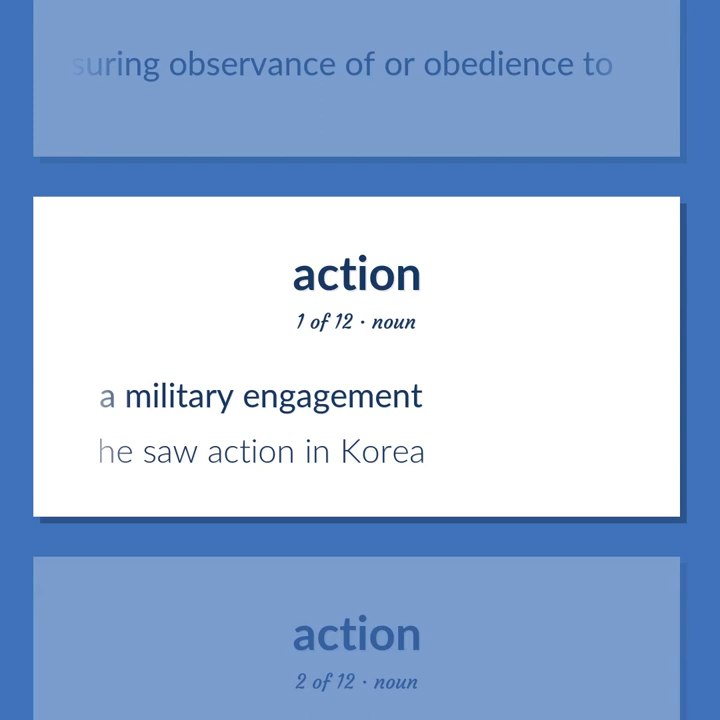 suring observance of or obedience to
action
1 of 12 · noun
a military engagement
he saw action in Korea
action
2 of 12 · noun